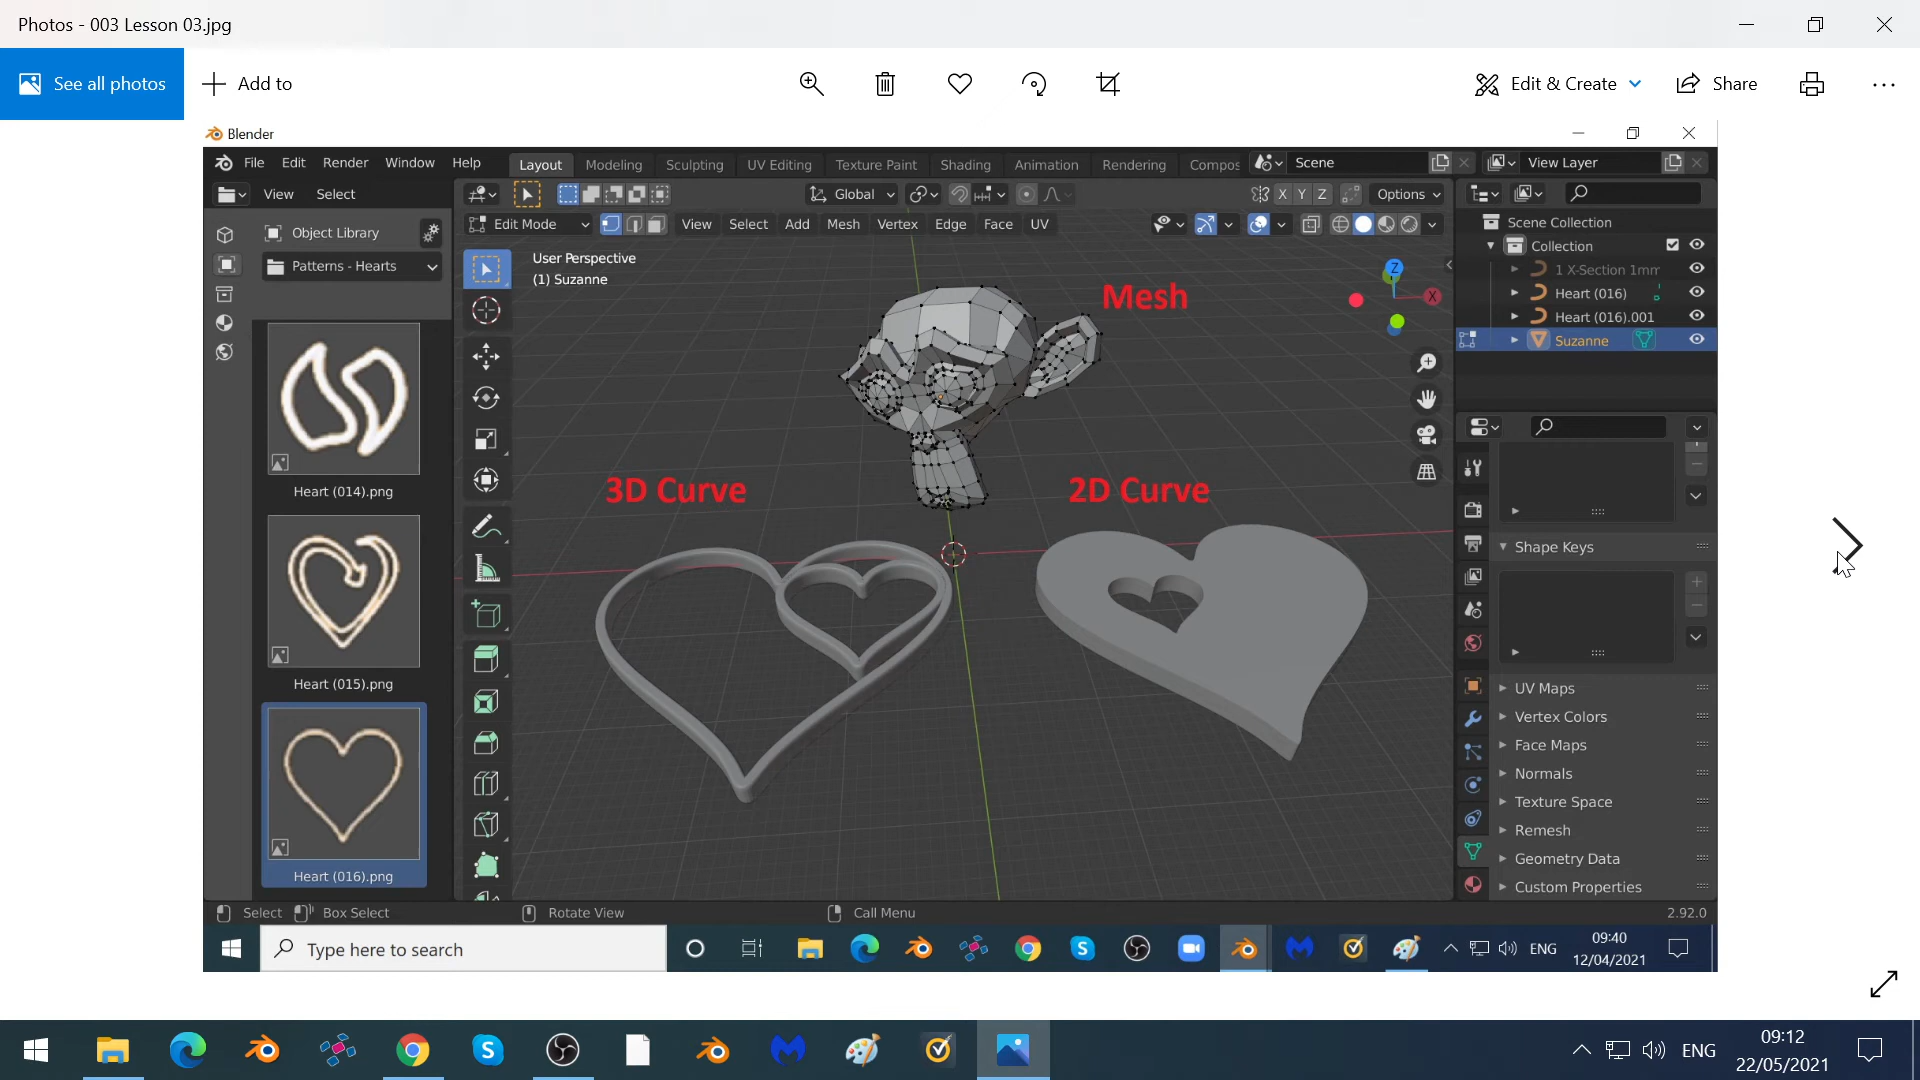 Photos - 003 Lesson 03.jpg
See all photos
Add to
Edit & Create
Share
Blender
File Edit Render Window Help
Layout Modeling Sculpting UV Editing Texture Paint Shading Animation Rendering Compos
Scene
View Layer
View Select
Global
X Y Z
Options
Edit Mode
View Select Add Mesh Vertex Edge Face UV
Object Library
Patterns - Hearts
Heart (014).png
Heart (015).png
Heart (016).png
User Perspective
(1) Suzanne
Mesh
3D Curve
2D Curve
Z
X
Scene Collection
Collection
1 X-Section 1mm
Heart (016)
Heart (016).001
Suzanne
Shape Keys
UV Maps
Vertex Colors
Face Maps
Normals
Texture Space
Remesh
Geometry Data
Custom Properties
Select Box Select Rotate View Call Menu 2.92.0
Type here to search
ENG
09:40
12/04/2021
ENG
09:12
22/05/2021